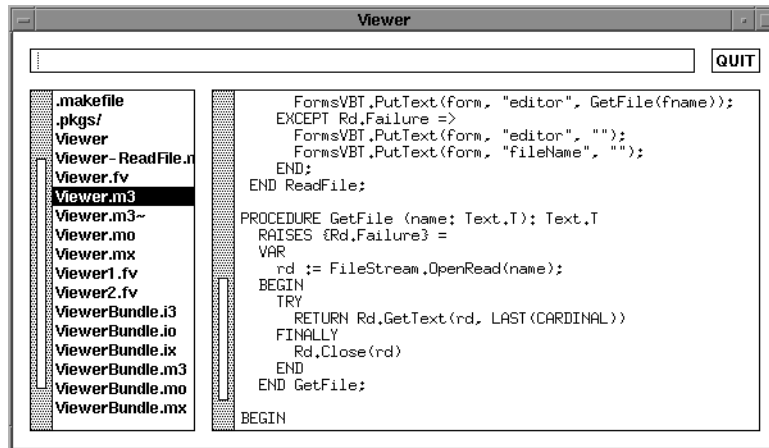 Viewer
QUIT
.makefile
.pkgs/
Viewer
Viewer-ReadFile.m
Viewer.fv
Viewer.m3
Viewer.m3~
Viewer.mo
Viewer.mx
Viewer1.fv
Viewer2.fv
ViewerBundle.i3
ViewerBundle.io
ViewerBundle.ix
ViewerBundle.m3
ViewerBundle.mo
ViewerBundle.mx
FormsVBT.PutText(form, "editor", GetFile(fname));
EXCEPT Rd.Failure =>
FormsVBT.PutText(form, "editor", "");
FormsVBT.PutText(form, "fileName", "");
END;
END ReadFile;
PROCEDURE GetFile (name: Text.T): Text.T
RAISES {Rd.Failure} =
VAR
rd := FileStream.OpenRead(name);
BEGIN
TRY
RETURN Rd.GetText(rd, LAST(CARDINAL))
FINALLY
Rd.Close(rd)
END
END GetFile;
BEGIN